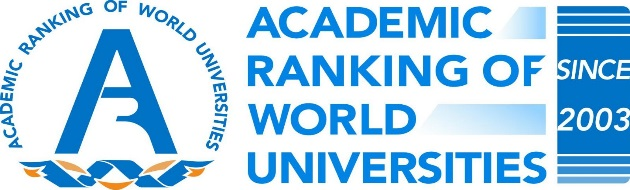 ACADEMIC RANKING OF WORLD UNIVERSITIES
A
ACADEMIC
RANKING OF
WORLD
UNIVERSITIES
SINCE
2003